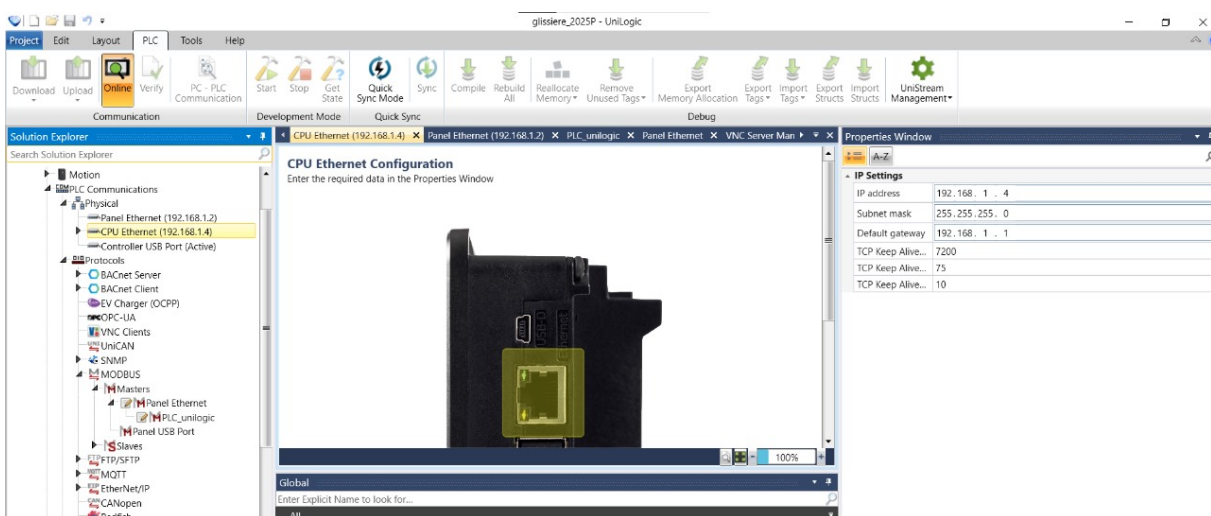 glissiere_2025P - UniLogic
Project Edit Layout PLC Tools Help
Download Upload Online Verify PC - PLC Communication Start Stop Get State Quick Sync Mode Sync Compile Rebuild All Reallocate Memory Remove Unused Tags Export Memory Allocation Export Tags Import Tags Export Structs Import Structs UniStream Management
Communication Development Mode Quick Sync Debug
Solution Explorer
Search Solution Explorer
Motion
PLC Communications
Physical
Panel Ethernet (192.168.1.2)
CPU Ethernet (192.168.1.4)
Controller USB Port (Active)
Protocols
BACnet Server
BACnet Client
EV Charger (OCPP)
OPC-UA
VNC Clients
UniCAN
SNMP
MODBUS
Masters
Panel Ethernet
PLC_unilogic
Panel USB Port
Slaves
FTP/SFTP
MQTT
EtherNet/IP
CANopen
CPU Ethernet (192.168.1.4) Panel Ethernet (192.168.1.2) PLC_unilogic Panel Ethernet VNC Server Man
CPU Ethernet Configuration
Enter the required data in the Properties Window
USB-D
Ethernet
100%
Global
Enter Explicit Name to look for...
All
Properties Window
A-Z
IP Settings
IP address 192.168. 1 . 4
Subnet mask 255.255.255. 0
Default gateway 192.168. 1 . 1
TCP Keep Alive... 7200
TCP Keep Alive... 75
TCP Keep Alive... 10